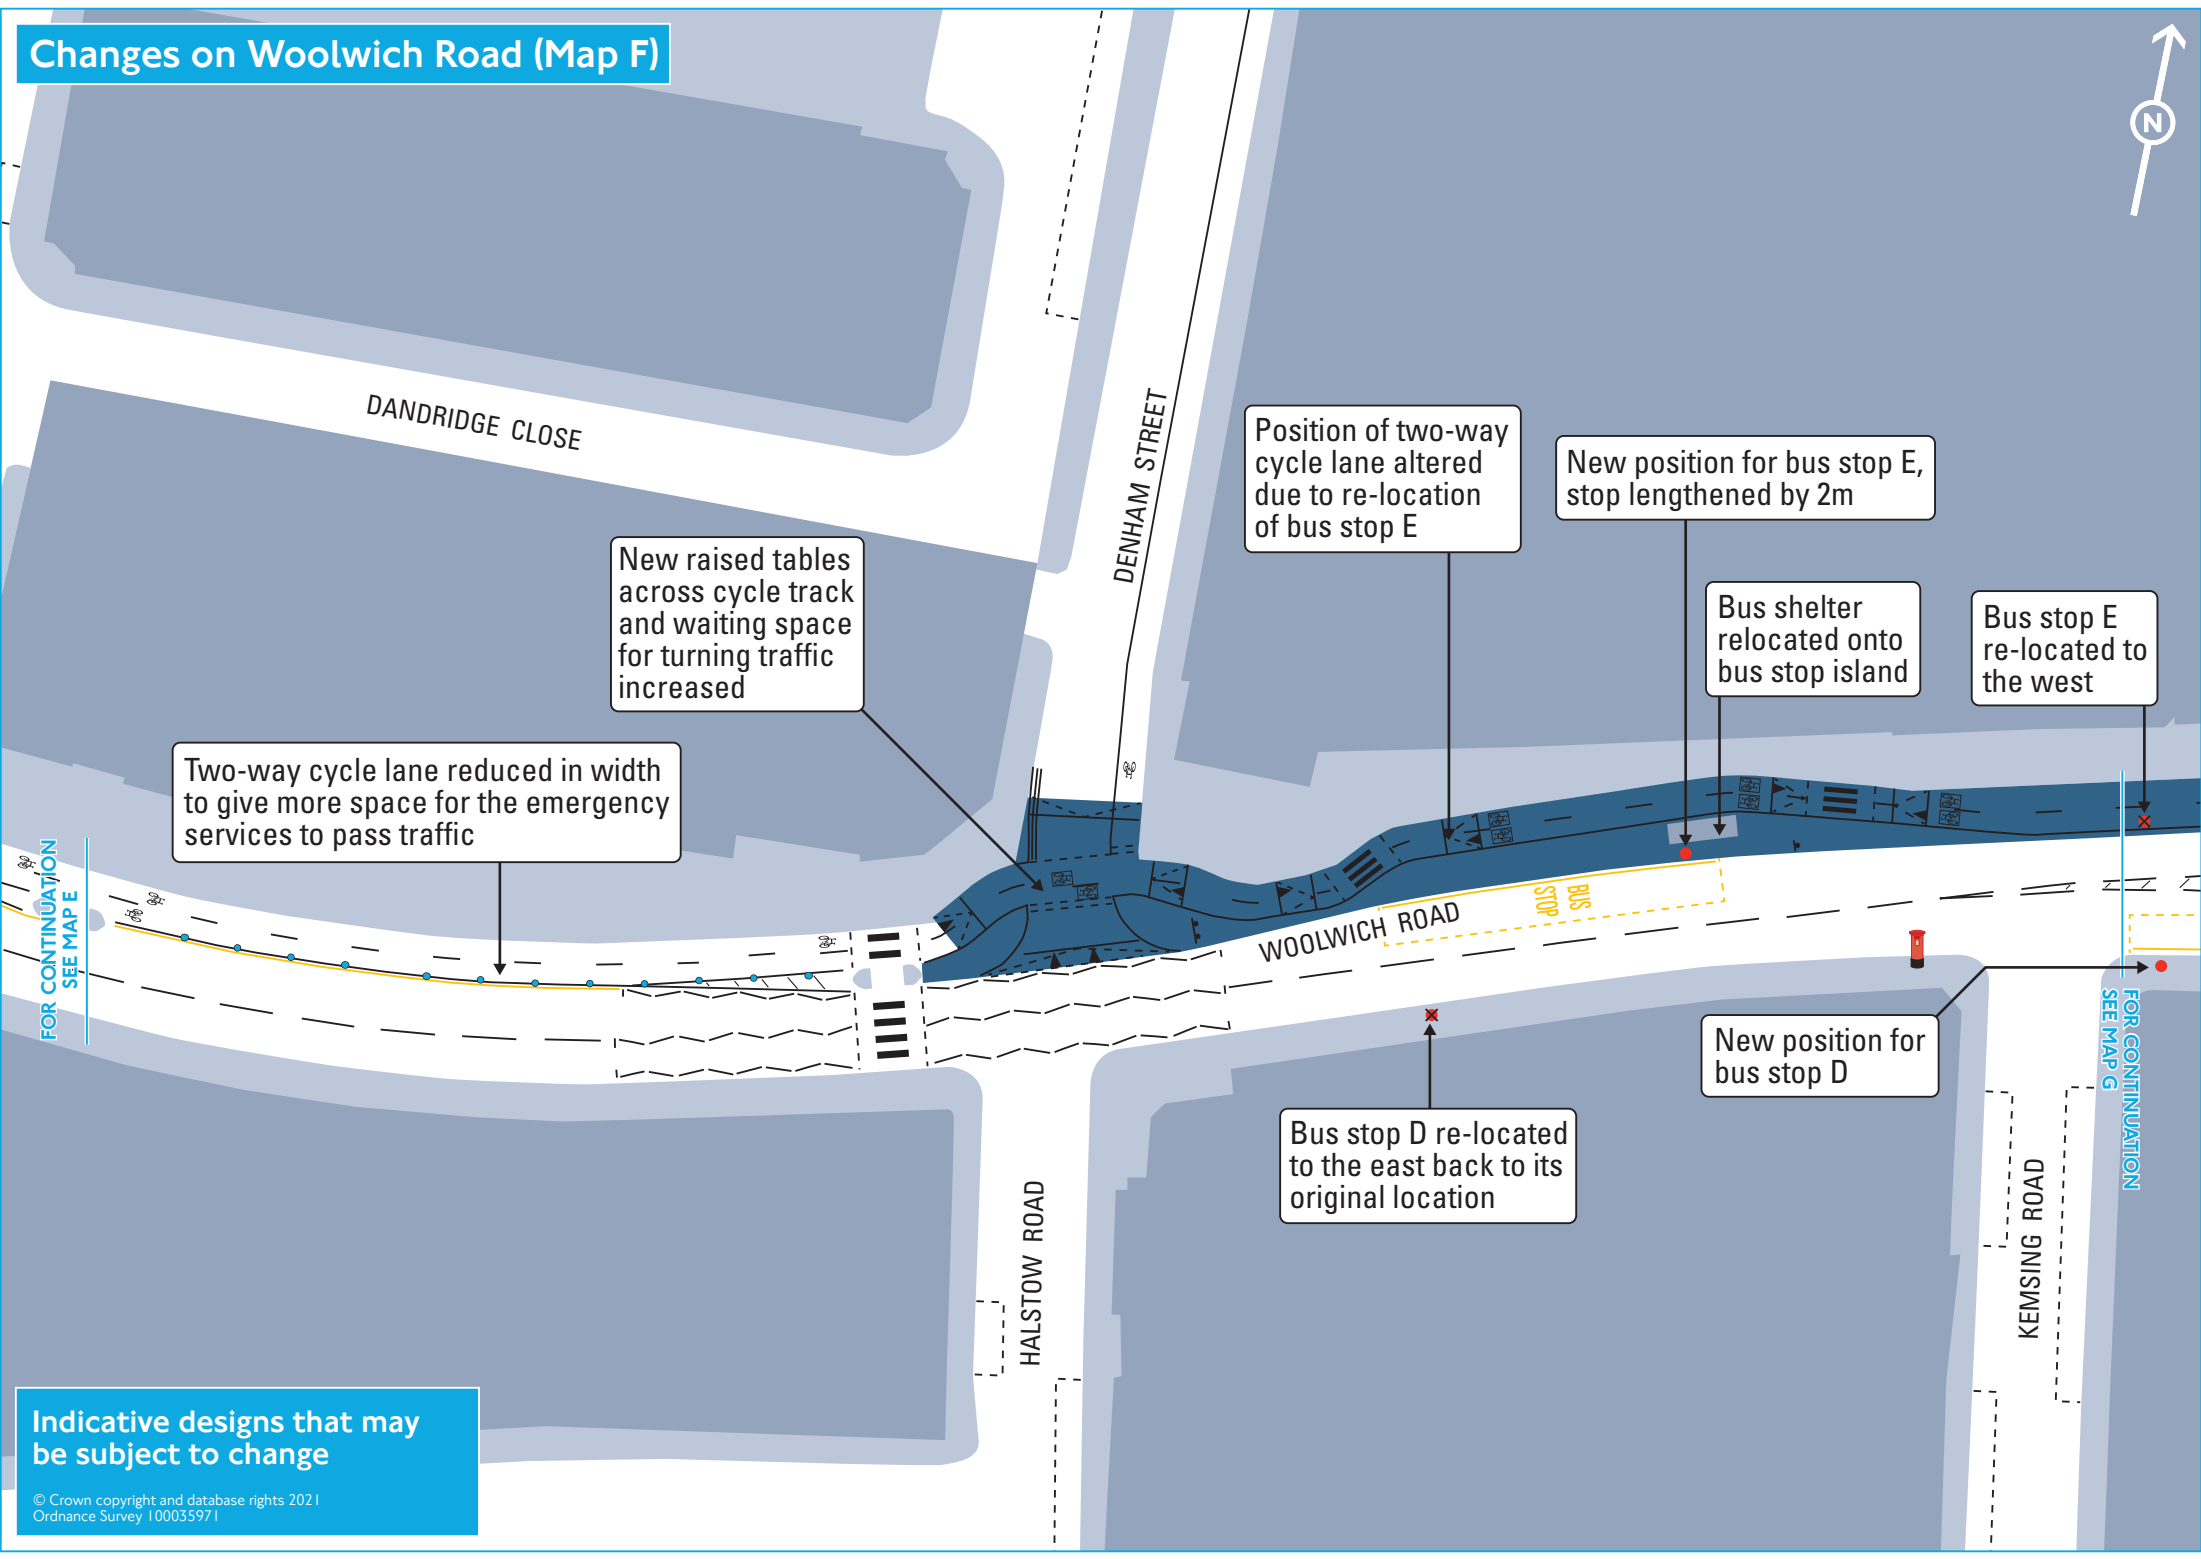 Changes on Woolwich Road (Map F)
N
DANDRIDGE CLOSE
DENHAM STREET
Position of two-way
cycle lane altered
due to re-location
of bus stop E
New position for bus stop E,
stop lengthened by 2m
New raised tables
across cycle track
and waiting space
for turning traffic
increased
Bus shelter
relocated onto
bus stop island
Bus stop E
re-located to
the west
Two-way cycle lane reduced in width
to give more space for the emergency
services to pass traffic
FOR CONTINUATION
SEE MAP E
WOOLWICH ROAD
BUS
STOP
New position for
bus stop D
FOR CONTINUATION
SEE MAP G
Bus stop D re-located
to the east back to its
original location
HALSTOW ROAD
KEMSING ROAD
Indicative designs that may
be subject to change
© Crown copyright and database rights 2021
Ordnance Survey 100035971